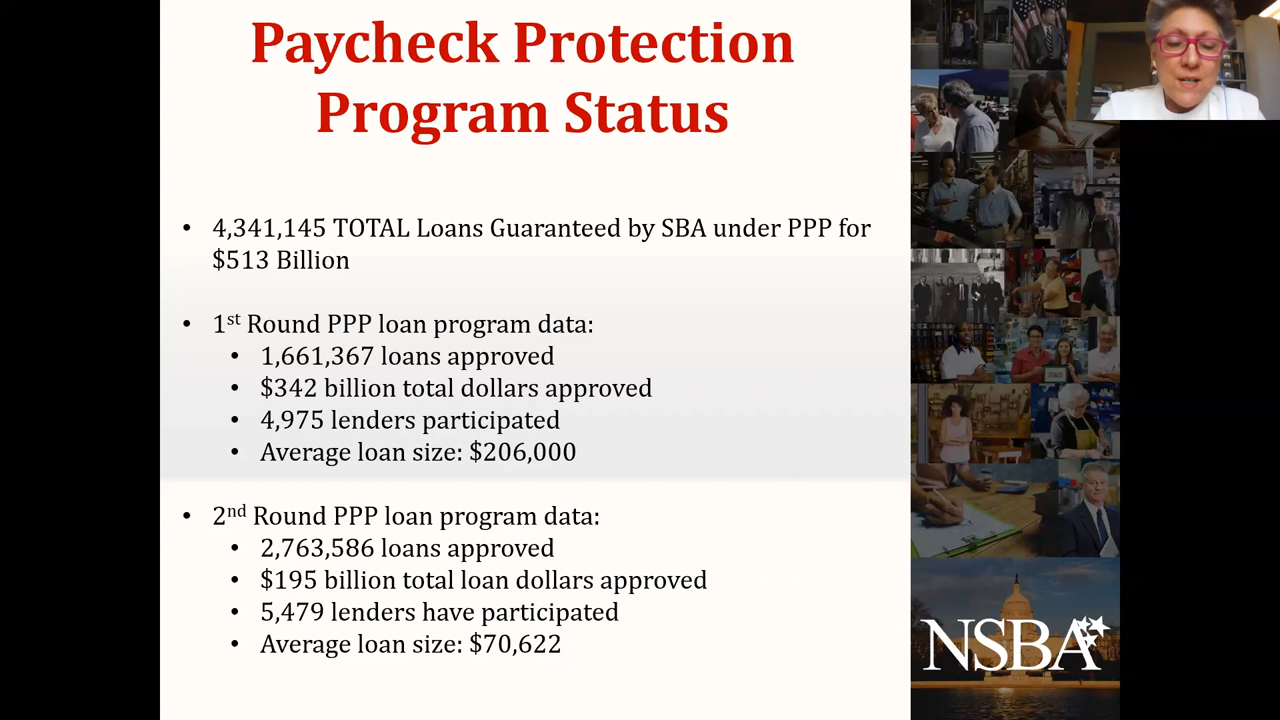 Paycheck Protection
Program Status
• 4,341,145 TOTAL Loans Guaranteed by SBA under PPP for
$513 Billion
• 1st Round PPP loan program data:
• 1,661,367 loans approved
• $342 billion total dollars approved
• 4,975 lenders participated
• Average loan size: $206,000
• 2nd Round PPP loan program data:
• 2,763,586 loans approved
• $195 billion total loan dollars approved
• 5,479 lenders have participated
• Average loan size: $70,622
NSBA